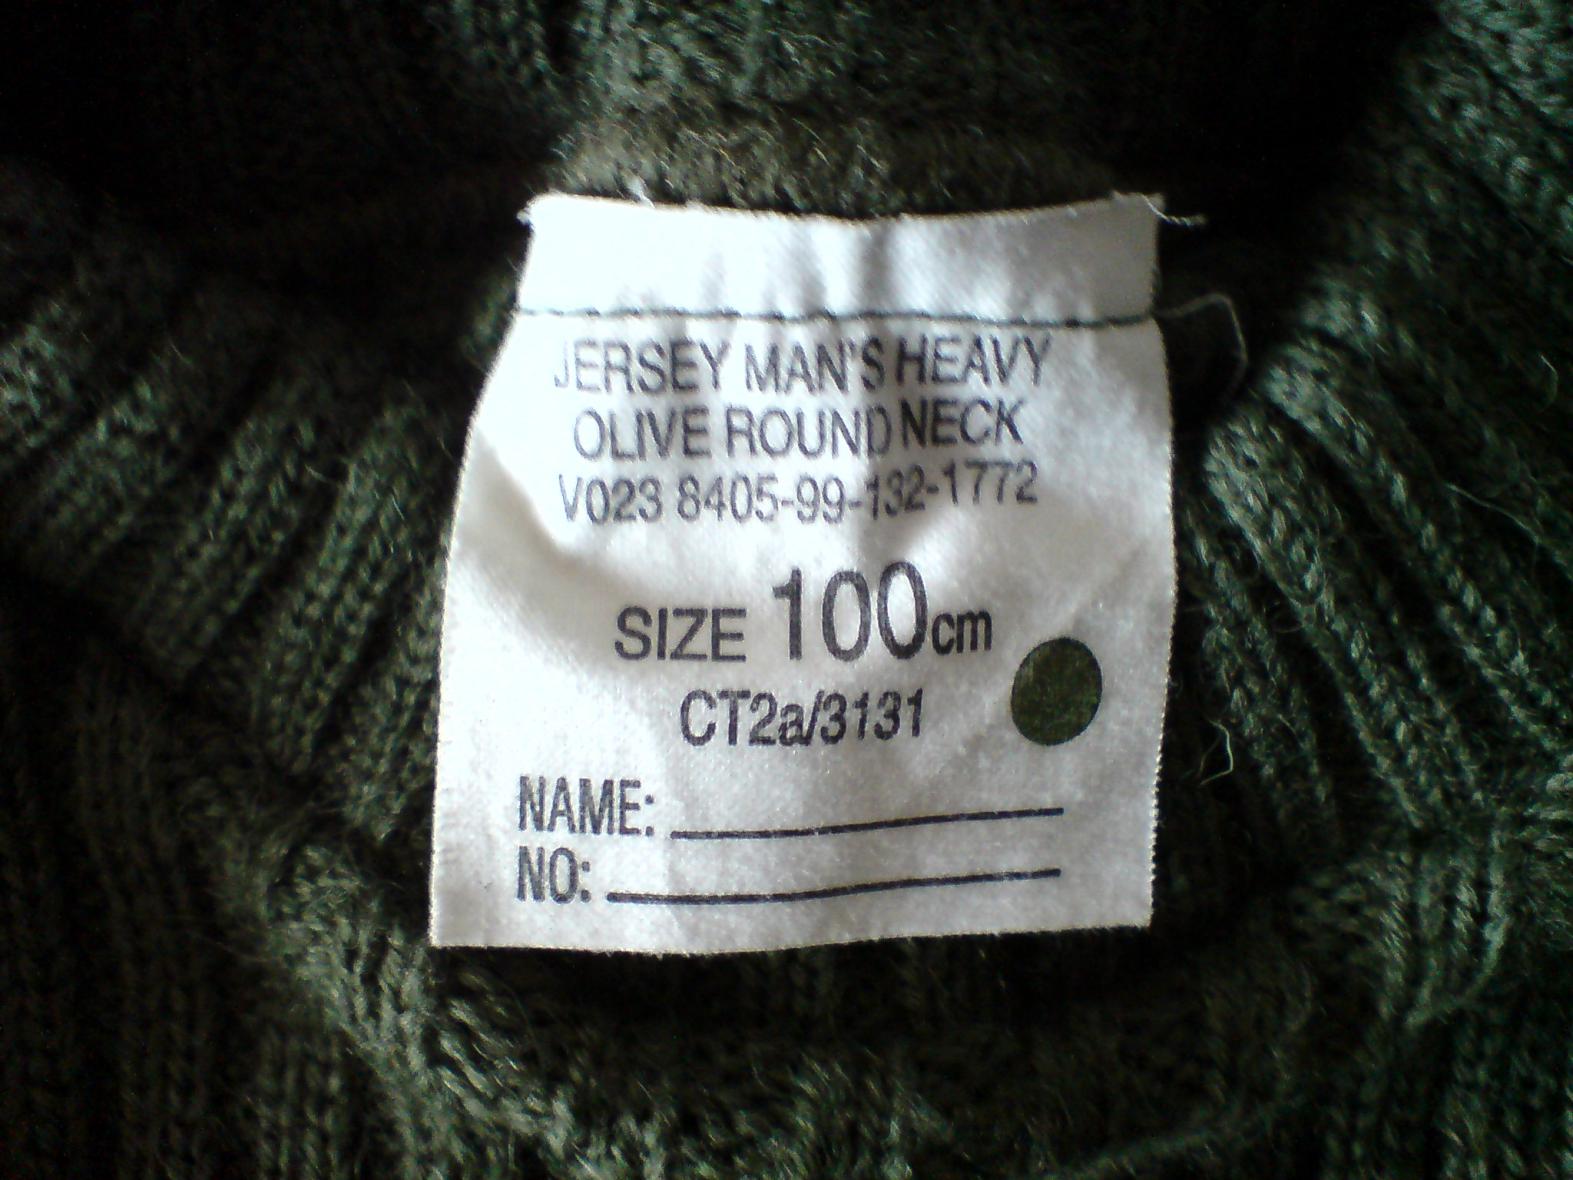 JERSEY MAN'S HEAVY
OLIVE ROUND NECK
V023 8405-99-132-1772
SIZE 100cm
CT2a/3131
NAME:
NO: